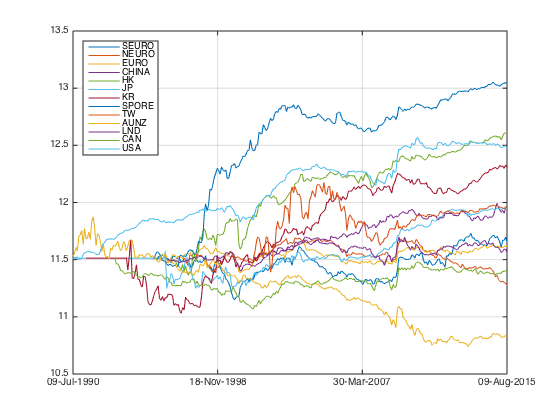 13.5
13
12.5
12
11.5
11
10.5
09-Jul-1990
18-Nov-1998
30-Mar-2007
09-Aug-2015
SEURO
NEURO
EURO
CHINA
HK
JP
KR
SPORE
TW
AUNZ
LND
CAN
USA